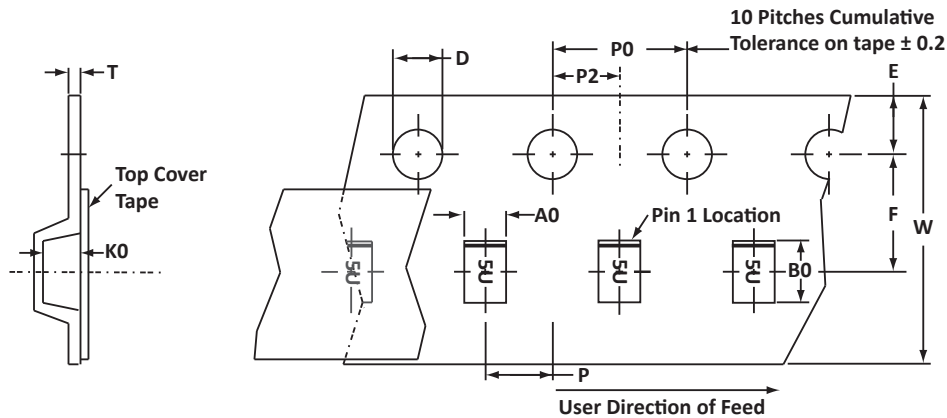 10 Pitches Cumulative
Tolerance on tape ± 0.2
P0
D
P2
E
T
Top Cover
Tape
A0
Pin 1 Location
F
W
K0
5U
5U
5U
5U
B0
P
User Direction of Feed